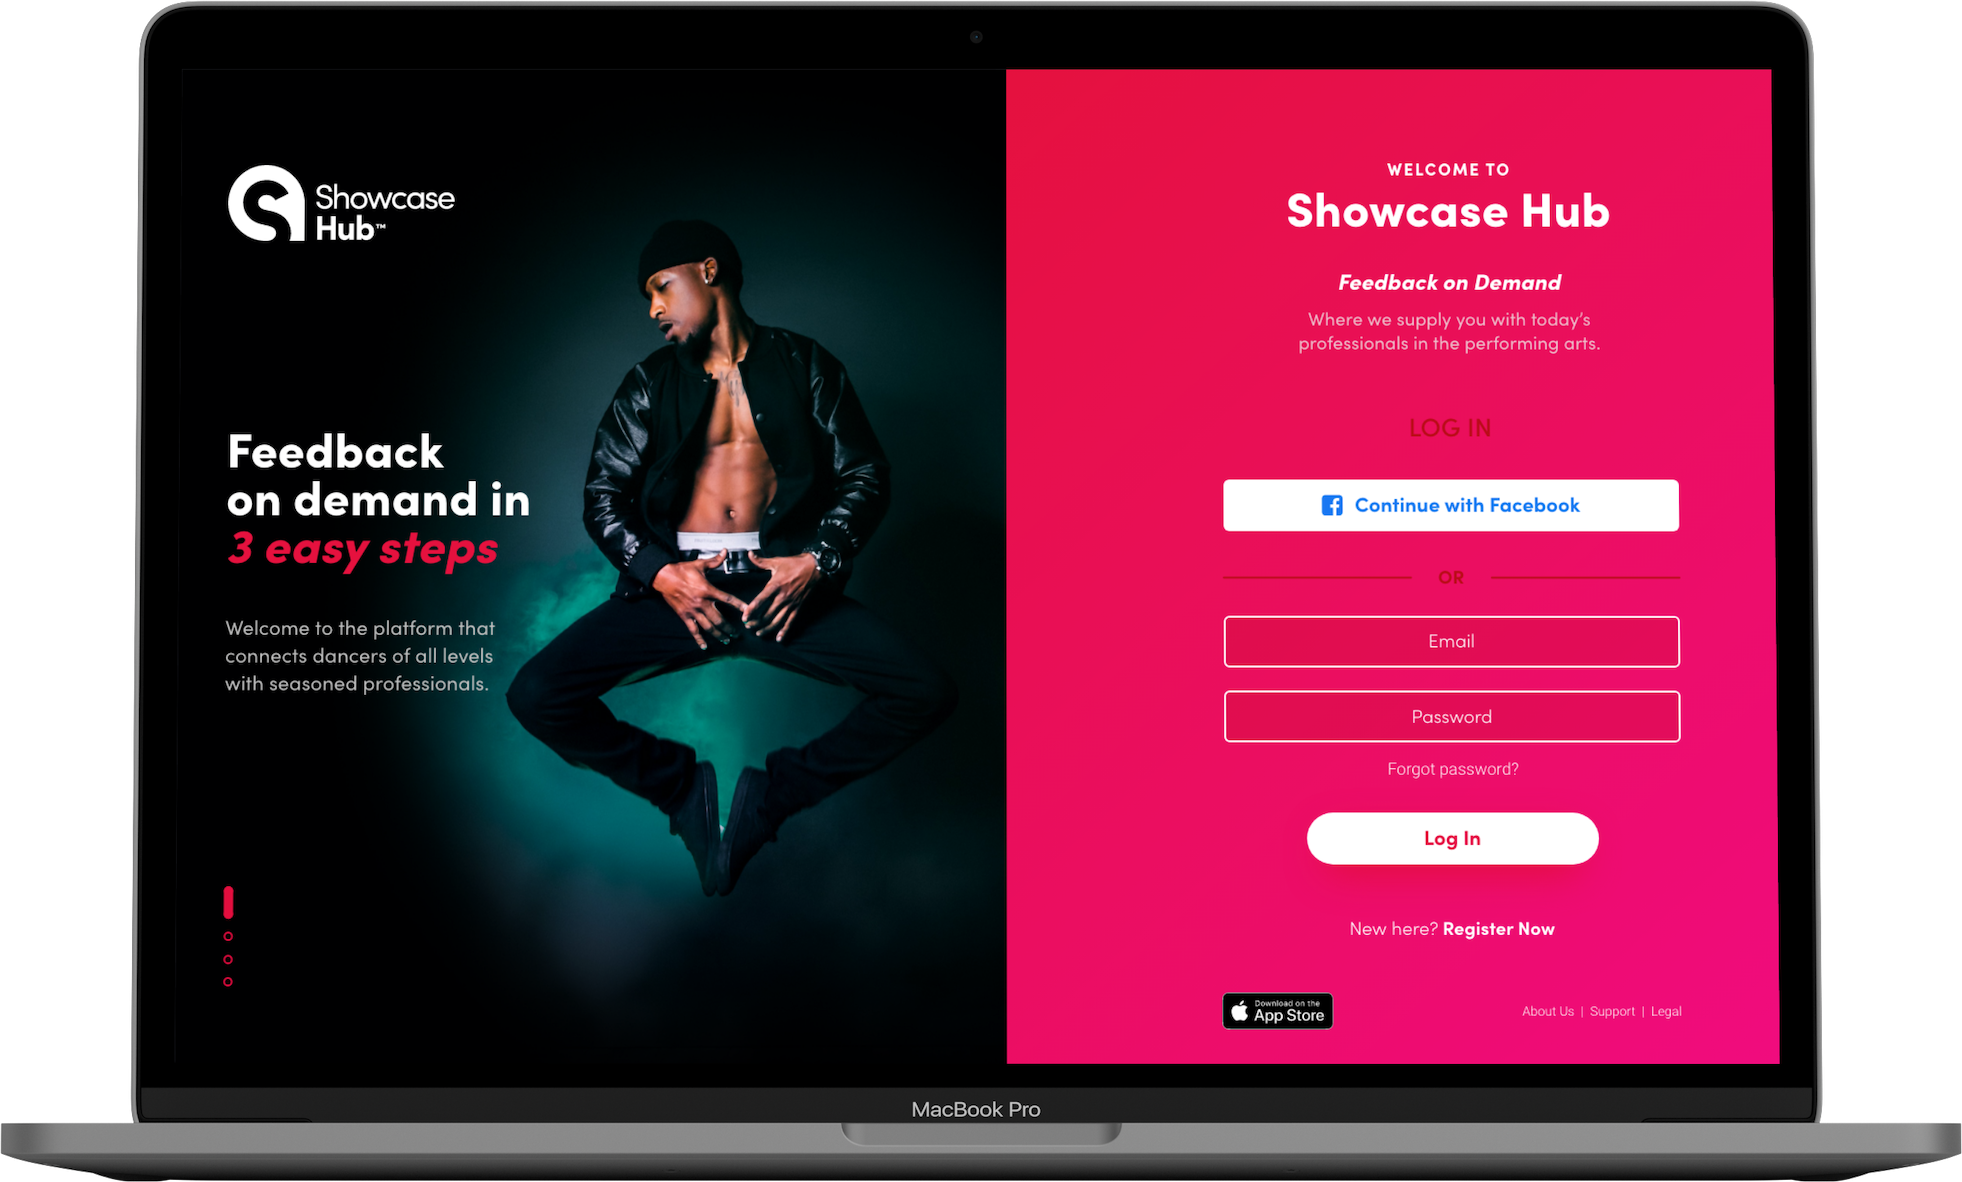 Showcase
Hub™
Feedback
on demand in
3 easy steps
Welcome to the platform that
connects dancers of all levels
with seasoned professionals.
WELCOME TO
Showcase Hub
Feedback on Demand
Where we supply you with today’s
professionals in the performing arts.
LOG IN
Continue with Facebook
OR
Email
Password
Forgot password?
Log In
New here? Register Now
Download on the
App Store
About Us | Support | Legal
MacBook Pro